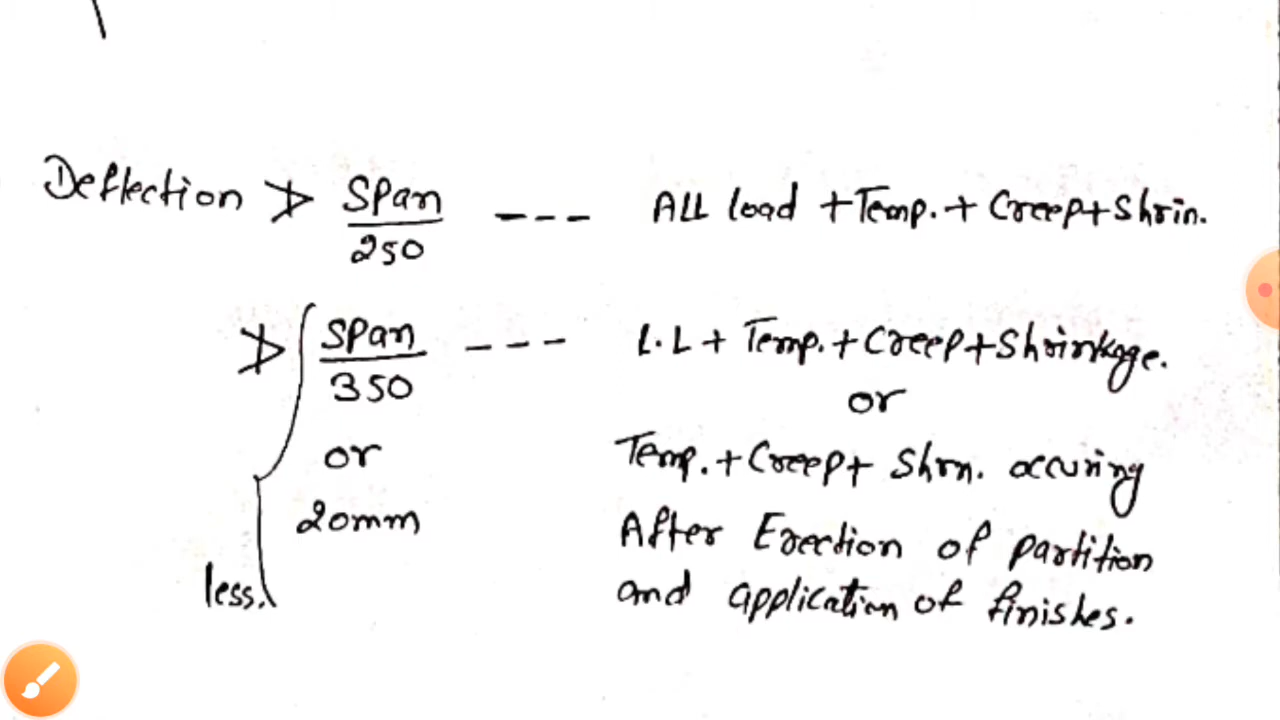 Deflection ≯ Span/250 --- ALL load + Temp. + Creep + Shrin.
≯ Span/350 --- L.L + Temp. + Creep + Shrinkage.
or
or
20mm
less.
Temp. + Creep + Shrn. accuring
After Erection of partition
and application of finishes.